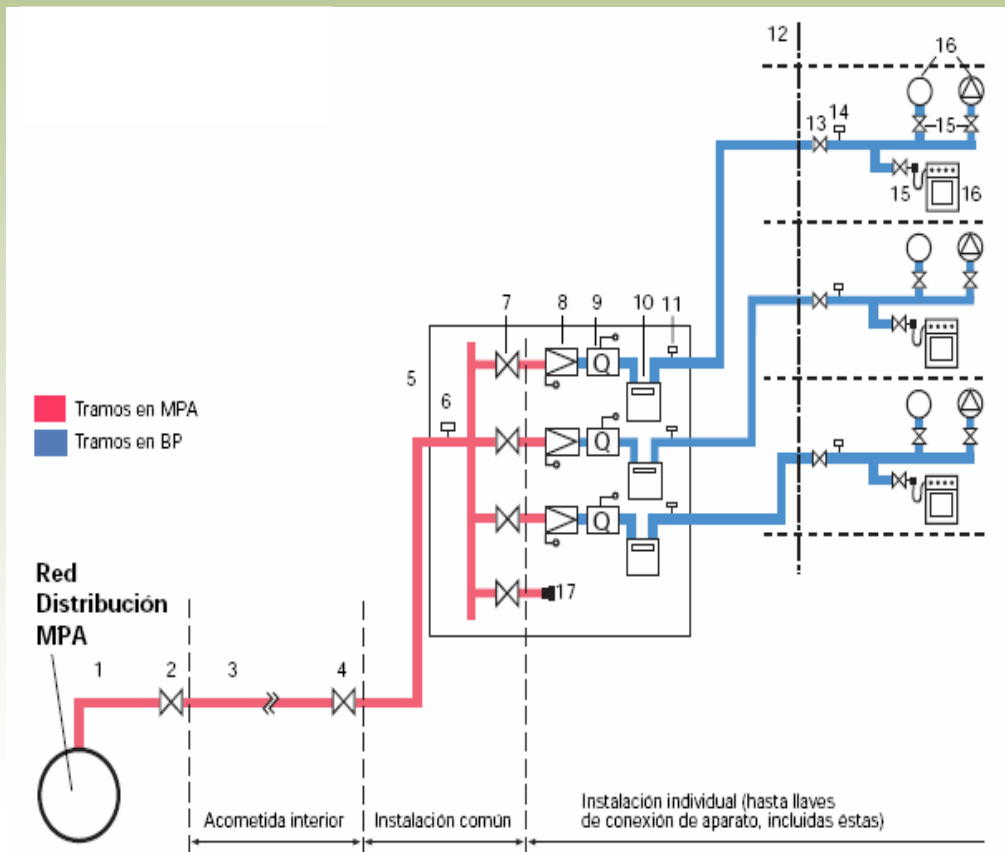 12
16
14
13
15
15
16
7
8
9
10
11
5
6
Q
Tramos en MPA
Tramos en BP
Q
Q
17
Red
Distribución
MPA
1
2
3
4
Acometida interior
Instalación común
Instalación individual (hasta llaves
de conexión de aparato, incluidas éstas)